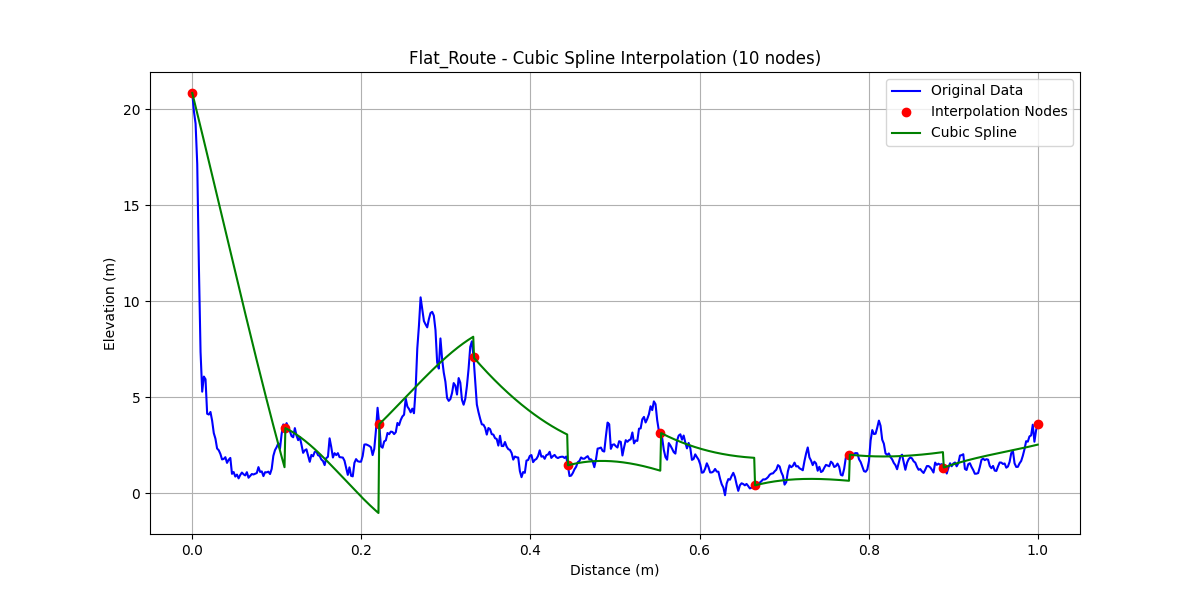 Flat_Route - Cubic Spline Interpolation (10 nodes)
Original Data
Interpolation Nodes
Cubic Spline
Elevation (m)
20
15
10
5
0
0.0 0.2 0.4 0.6 0.8 1.0
Distance (m)